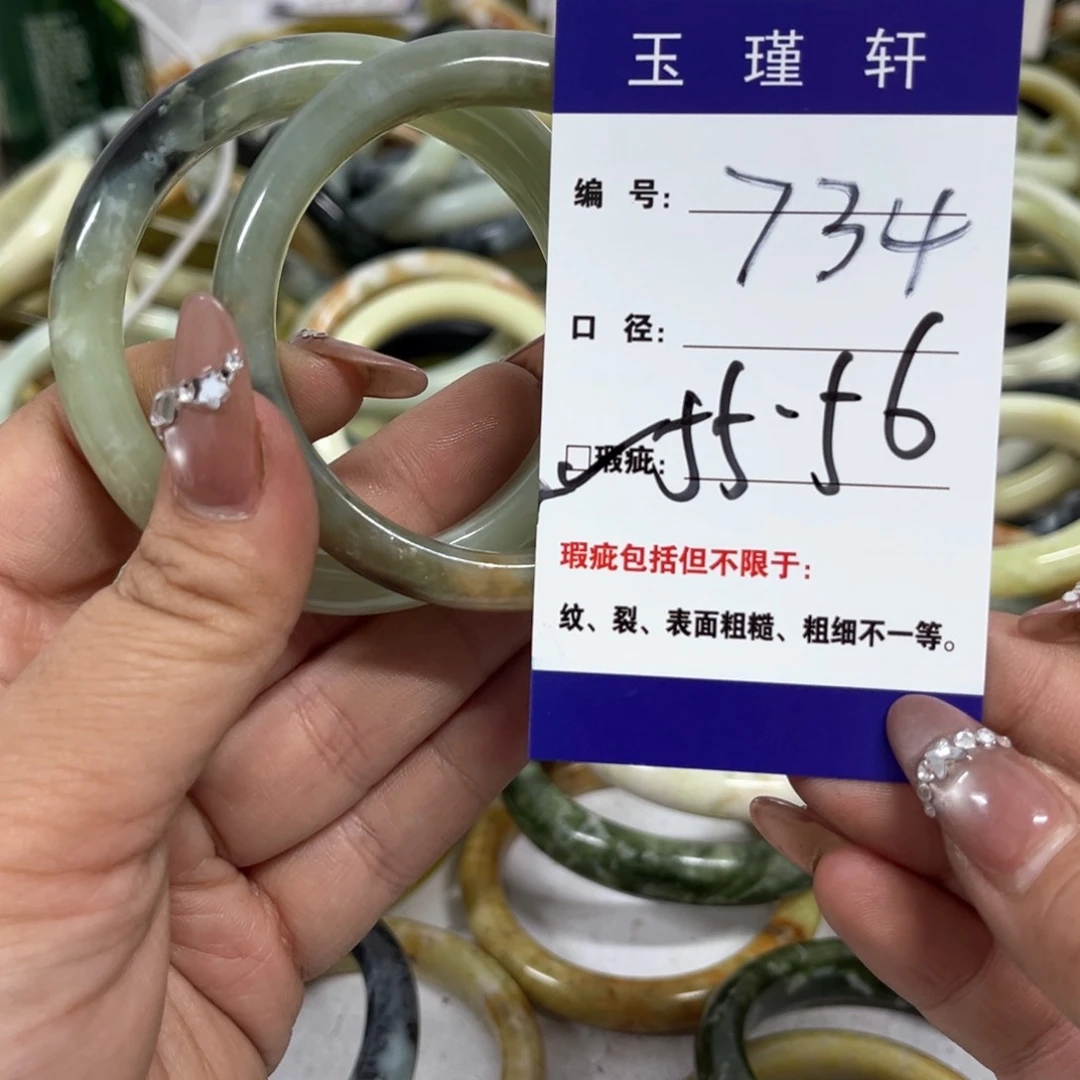 玉瑾轩
编号：734
口径：
55-56
□瑕疵：
瑕疵包括但不限于：
纹、裂、表面粗糙、粗细不一等。